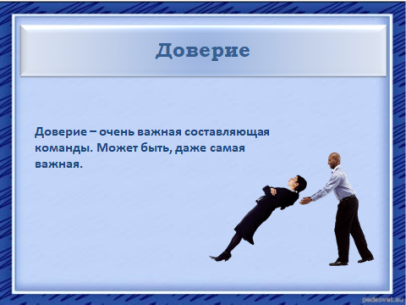 Доверие
Доверие – очень важная составляющая
команды. Может быть, даже самая
важная.